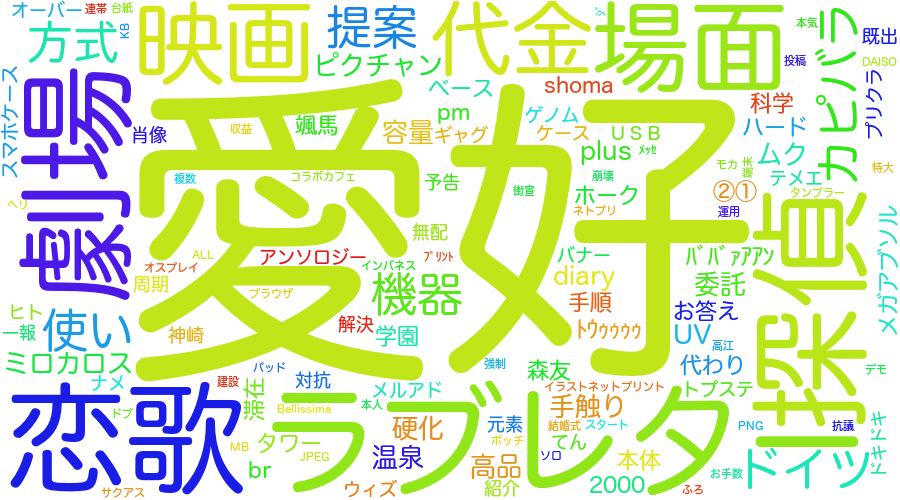 オーバー
連帯
台紙
KB
方式
映画
提案
代金
場面
カピバラ
本気
既出
投稿
DAISO
プリクラ
スマホケース
劇場
肖像
ピクチャン
ベース
shoma
pm
ゲノム
科学
ハード
収益
颯馬
容量
ギャグ
ケース
ＵＳＢ
plus
ﾒｯｾ
ムク
モカ
特大
テメエ
愛好
複数
コラボカフェ
予告
崩壊
街宣
ホーク
②①
タンブラー
ヘリ
ネトプリ
運用
探偵
無配
ALL
アンソロジー
ﾌﾟﾘﾝﾄ
バナー
ﾊﾞﾊﾞｧｱｱﾝ
メガアブソル
オスプレイ
インバネス
周期
ブラウザ
機器
diary
委託
手順
お答え
ヒト
一報
使い
神崎
解決
学園
ﾄｩｩｩｩｩ
UV
高江
ミロカロス
代わり
デモ
ナメ
建設
パッド
対抗
強制
森友
恋歌
ラブレタ
滞在
メルアド
本人
イラストネットプリント
トプステ
手触り
ドブ
Bellissima
硬化
元素
結婚式
スタート
PNG
抗議
ドキドキ
MB
タワー
JPEG
温泉
ボッチ
てん
ソロ
ズイッ
br
高品
本体
お手数
サクアス
ウィズ
紹介
2000
ふろ